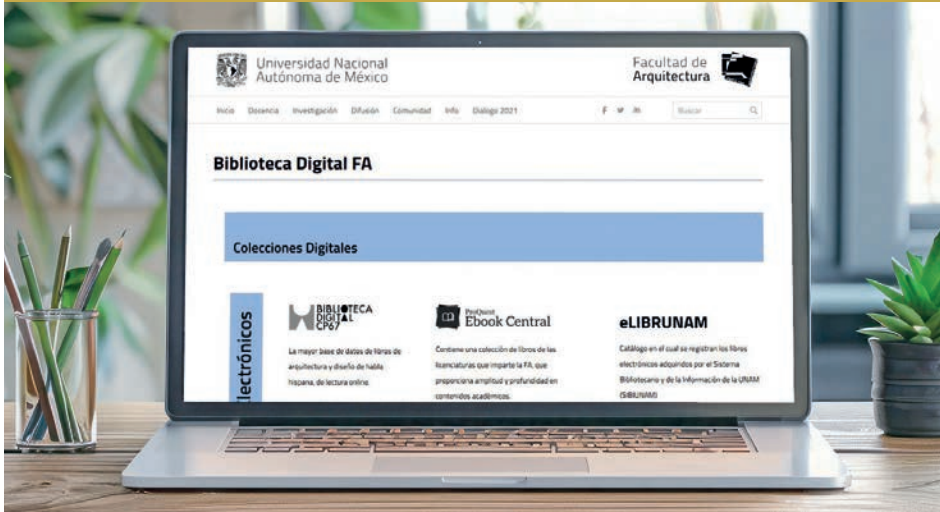 Universidad Nacional
Autónoma de México
Facultad de
Arquitectura
Inicio Docencia Investigación Difusión Comunidad Info Dialogo 2021
Buscar
Biblioteca Digital FA
Colecciones Digitales
BIBLIOTECA
DIGITAL
CP67
La mayor base de datos de libros de
arquitectura y diseño de habla
hispana, de lectura online.
ProQuest
Ebook Central
Contiene una colección de libros de las
licenciaturas que imparte la FA, que
proporciona amplitud y profundidad en
contenidos académicos.
eLIBRUNAM
Catálogo en el cual se registran los libros
electrónicos adquiridos por el Sistema
Bibliotecario y de la Información de la UNAM
(SIBIUNAM)